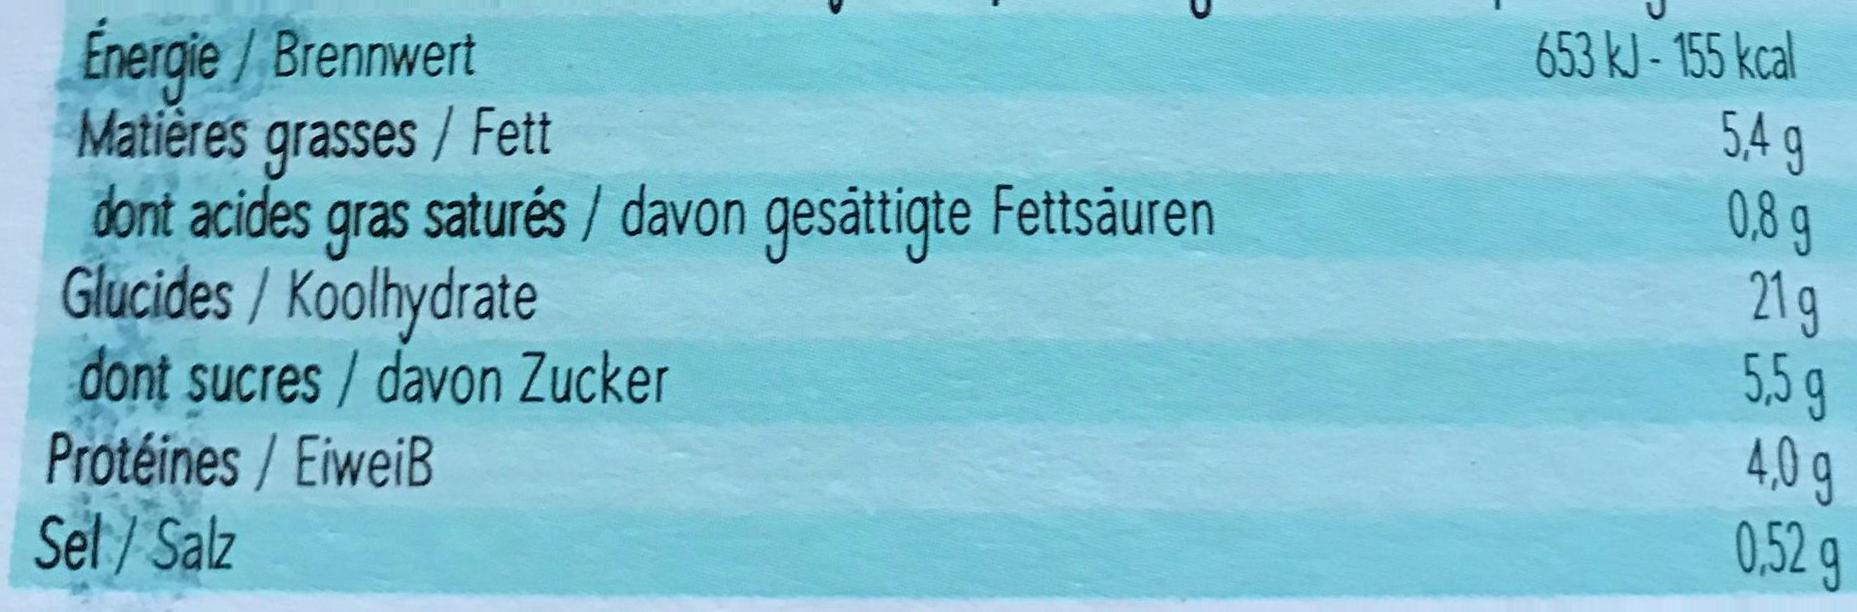 Énergie / Brennwert 653 kJ - 155 kcal
Matières grasses / Fett 5,4 g
dont acides gras saturés / davon gesättigte Fettsäuren 0,8 g
Glucides / Koolhydrate 21 g
dont sucres / davon Zucker 5,5 g
Protéines / EiweiB 4,0 g
Sel / Salz 0,52 g